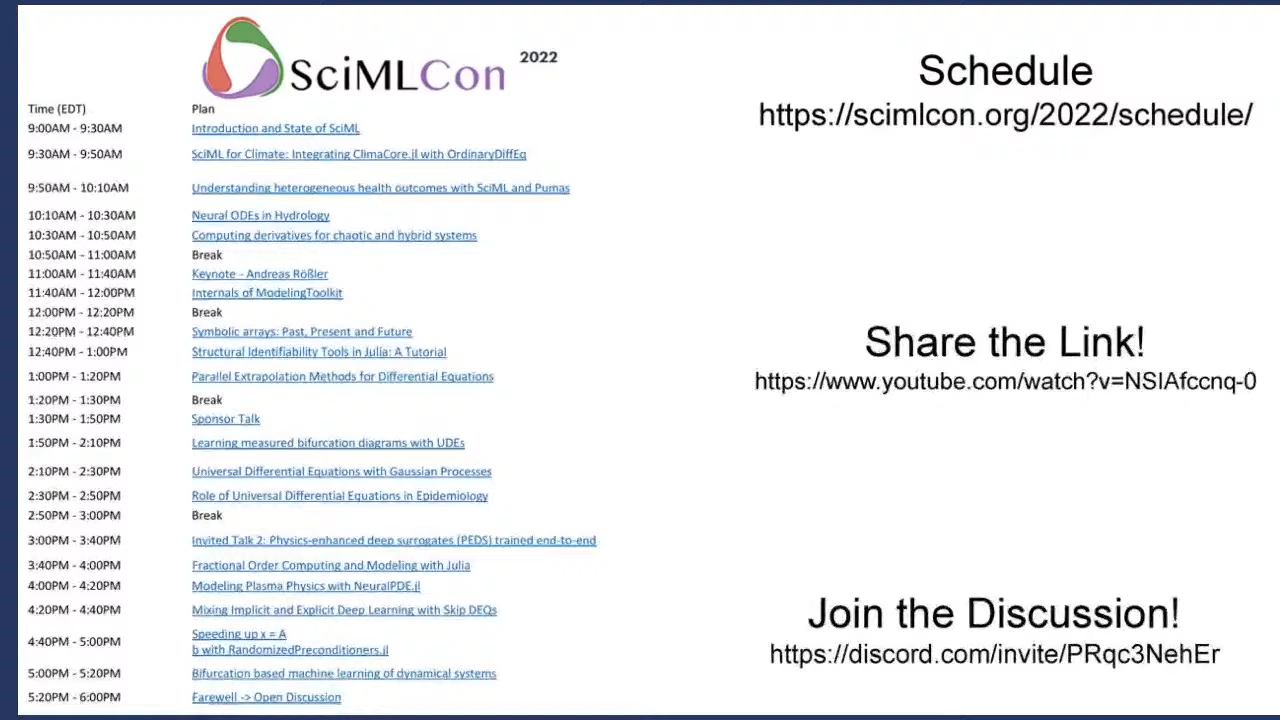 SciMLCon 2022
Time (EDT) Plan
9:00AM - 9:30AM Introduction and State of SciML
9:30AM - 9:50AM SciML for Climate: Integrating ClimaCore.jl with OrdinaryDiffEq
9:50AM - 10:10AM Understanding heterogeneous health outcomes with SciML and Pumas
10:10AM - 10:30AM Neural ODEs in Hydrology
10:30AM - 10:50AM Computing derivatives for chaotic and hybrid systems
10:50AM - 11:00AM Break
11:00AM - 11:40AM Keynote - Andreas Rößler
11:40AM - 12:00PM Internals of ModelingToolkit
12:00PM - 12:20PM Break
12:20PM - 12:40PM Symbolic arrays: Past, Present and Future
12:40PM - 1:00PM Structural Identifiability Tools in Julia: A Tutorial
1:00PM - 1:20PM Parallel Extrapolation Methods for Differential Equations
1:20PM - 1:30PM Break
1:30PM - 1:50PM Sponsor Talk
1:50PM - 2:10PM Learning measured bifurcation diagrams with UDEs
2:10PM - 2:30PM Universal Differential Equations with Gaussian Processes
2:30PM - 2:50PM Role of Universal Differential Equations in Epidemiology
2:50PM - 3:00PM Break
3:00PM - 3:40PM Invited Talk 2: Physics-enhanced deep surrogates (PEDS) trained end-to-end
3:40PM - 4:00PM Fractional Order Computing and Modeling with Julia
4:00PM - 4:20PM Modeling Plasma Physics with NeuralPDE.jl
4:20PM - 4:40PM Mixing Implicit and Explicit Deep Learning with Skip DEQs
4:40PM - 5:00PM Speeding up x = A
b with RandomizedPreconditioners.jl
5:00PM - 5:20PM Bifurcation based machine learning of dynamical systems
5:20PM - 6:00PM Farewell -> Open Discussion
Schedule
https://scimlcon.org/2022/schedule/
Share the Link!
https://www.youtube.com/watch?v=NSIAfccnq-0
Join the Discussion!
https://discord.com/invite/PRqc3NehEr